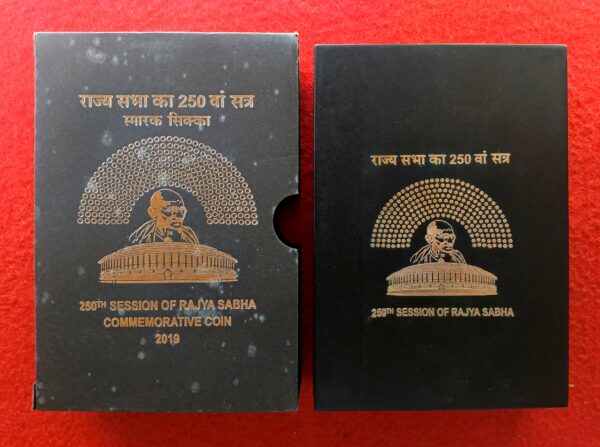 राज्य सभा का 250 वां सत्र
स्मारक सिक्का
250TH SESSION OF RAJYA SABHA
COMMEMORATIVE COIN
2019
राज्य सभा का 250 वां सत्र
250TH SESSION OF RAJYA SABHA